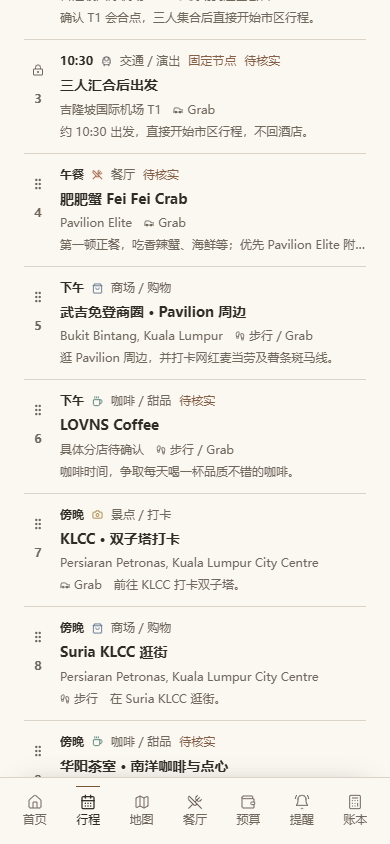 确认 T1 会合点，三人集合后直接开始市区行程。
10:30 交通 / 演出 固定节点 待核实
3
三人汇合后出发
吉隆坡国际机场 T1 Grab
约 10:30 出发，直接开始市区行程，不回酒店。
午餐 餐厅 待核实
4
肥肥蟹 Fei Fei Crab
Pavilion Elite Grab
第一顿正餐，吃香辣蟹、海鲜等；优先 Pavilion Elite 附...
下午 商场 / 购物
5
武吉免登商圈 • Pavilion 周边
Bukit Bintang, Kuala Lumpur 步行 / Grab
逛 Pavilion 周边，并打卡网红麦当劳及薯条斑马线。
下午 咖啡 / 甜品 待核实
6
LOVNS Coffee
具体分店待确认 步行 / Grab
咖啡时间，争取每天喝一杯品质不错的咖啡。
傍晚 景点 / 打卡
7
KLCC • 双子塔打卡
Persiaran Petronas, Kuala Lumpur City Centre
Grab 前往 KLCC 打卡双子塔。
傍晚 商场 / 购物
8
Suria KLCC 逛街
Persiaran Petronas, Kuala Lumpur City Centre
步行 在 Suria KLCC 逛街。
傍晚 咖啡 / 甜品 待核实
华阳茶室 • 南洋咖啡与点心
首页 行程 地图 餐厅 预算 提醒 账本